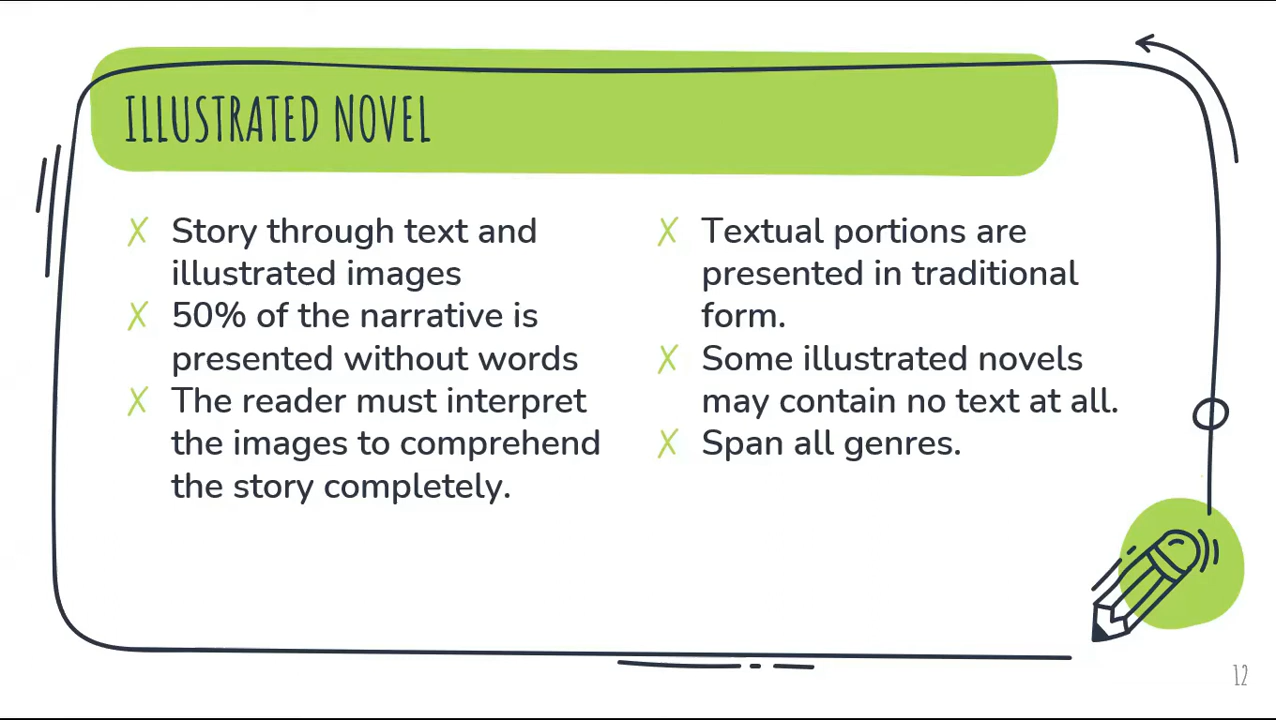 ILLUSTRATED NOVEL
Story through text and
illustrated images
50% of the narrative is
presented without words
The reader must interpret
the images to comprehend
the story completely.
Textual portions are
presented in traditional
form.
Some illustrated novels
may contain no text at all.
Span all genres.
12